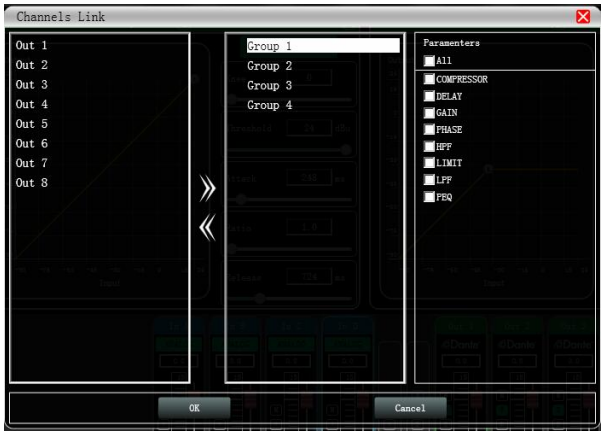 Channels Link
Out 1
Out 2
Out 3
Out 4
Out 5
Out 6
Out 7
Out 8
Group 1
Group 2
Group 3
Group 4
Paramenters
All
COMPRESSOR
DELAY
GAIN
PHASE
HPF
LIMIT
LPF
PEQ
OK
Cancel